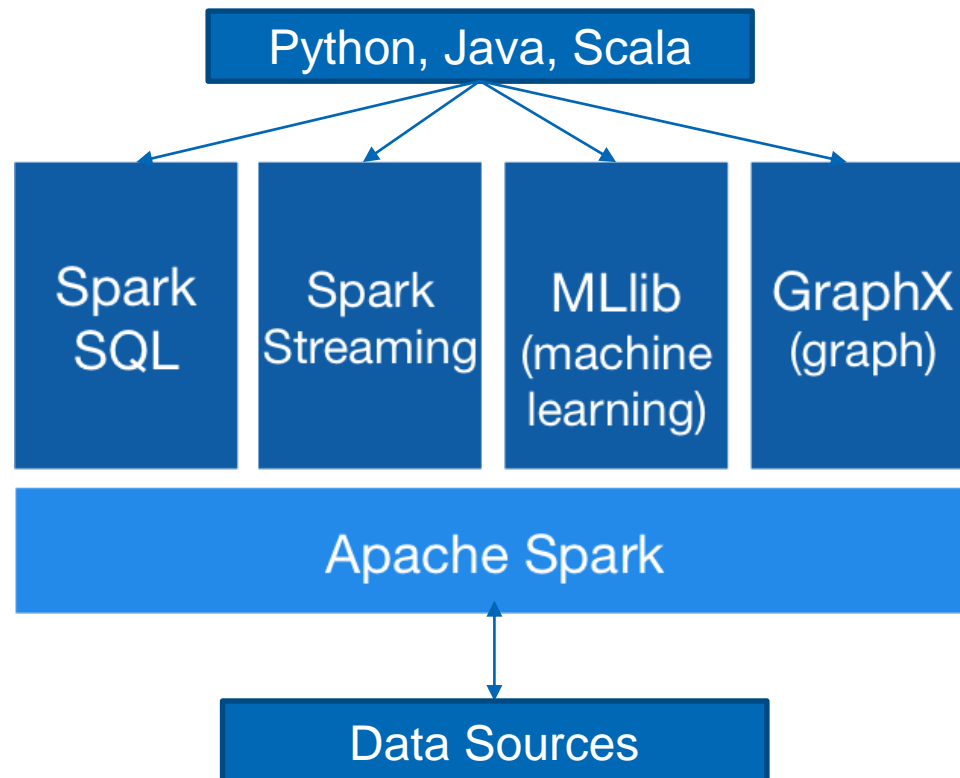 Python, Java, Scala
Spark
SQL
Spark
Streaming
MLlib
(machine
learning)
GraphX
(graph)
Apache Spark
Data Sources